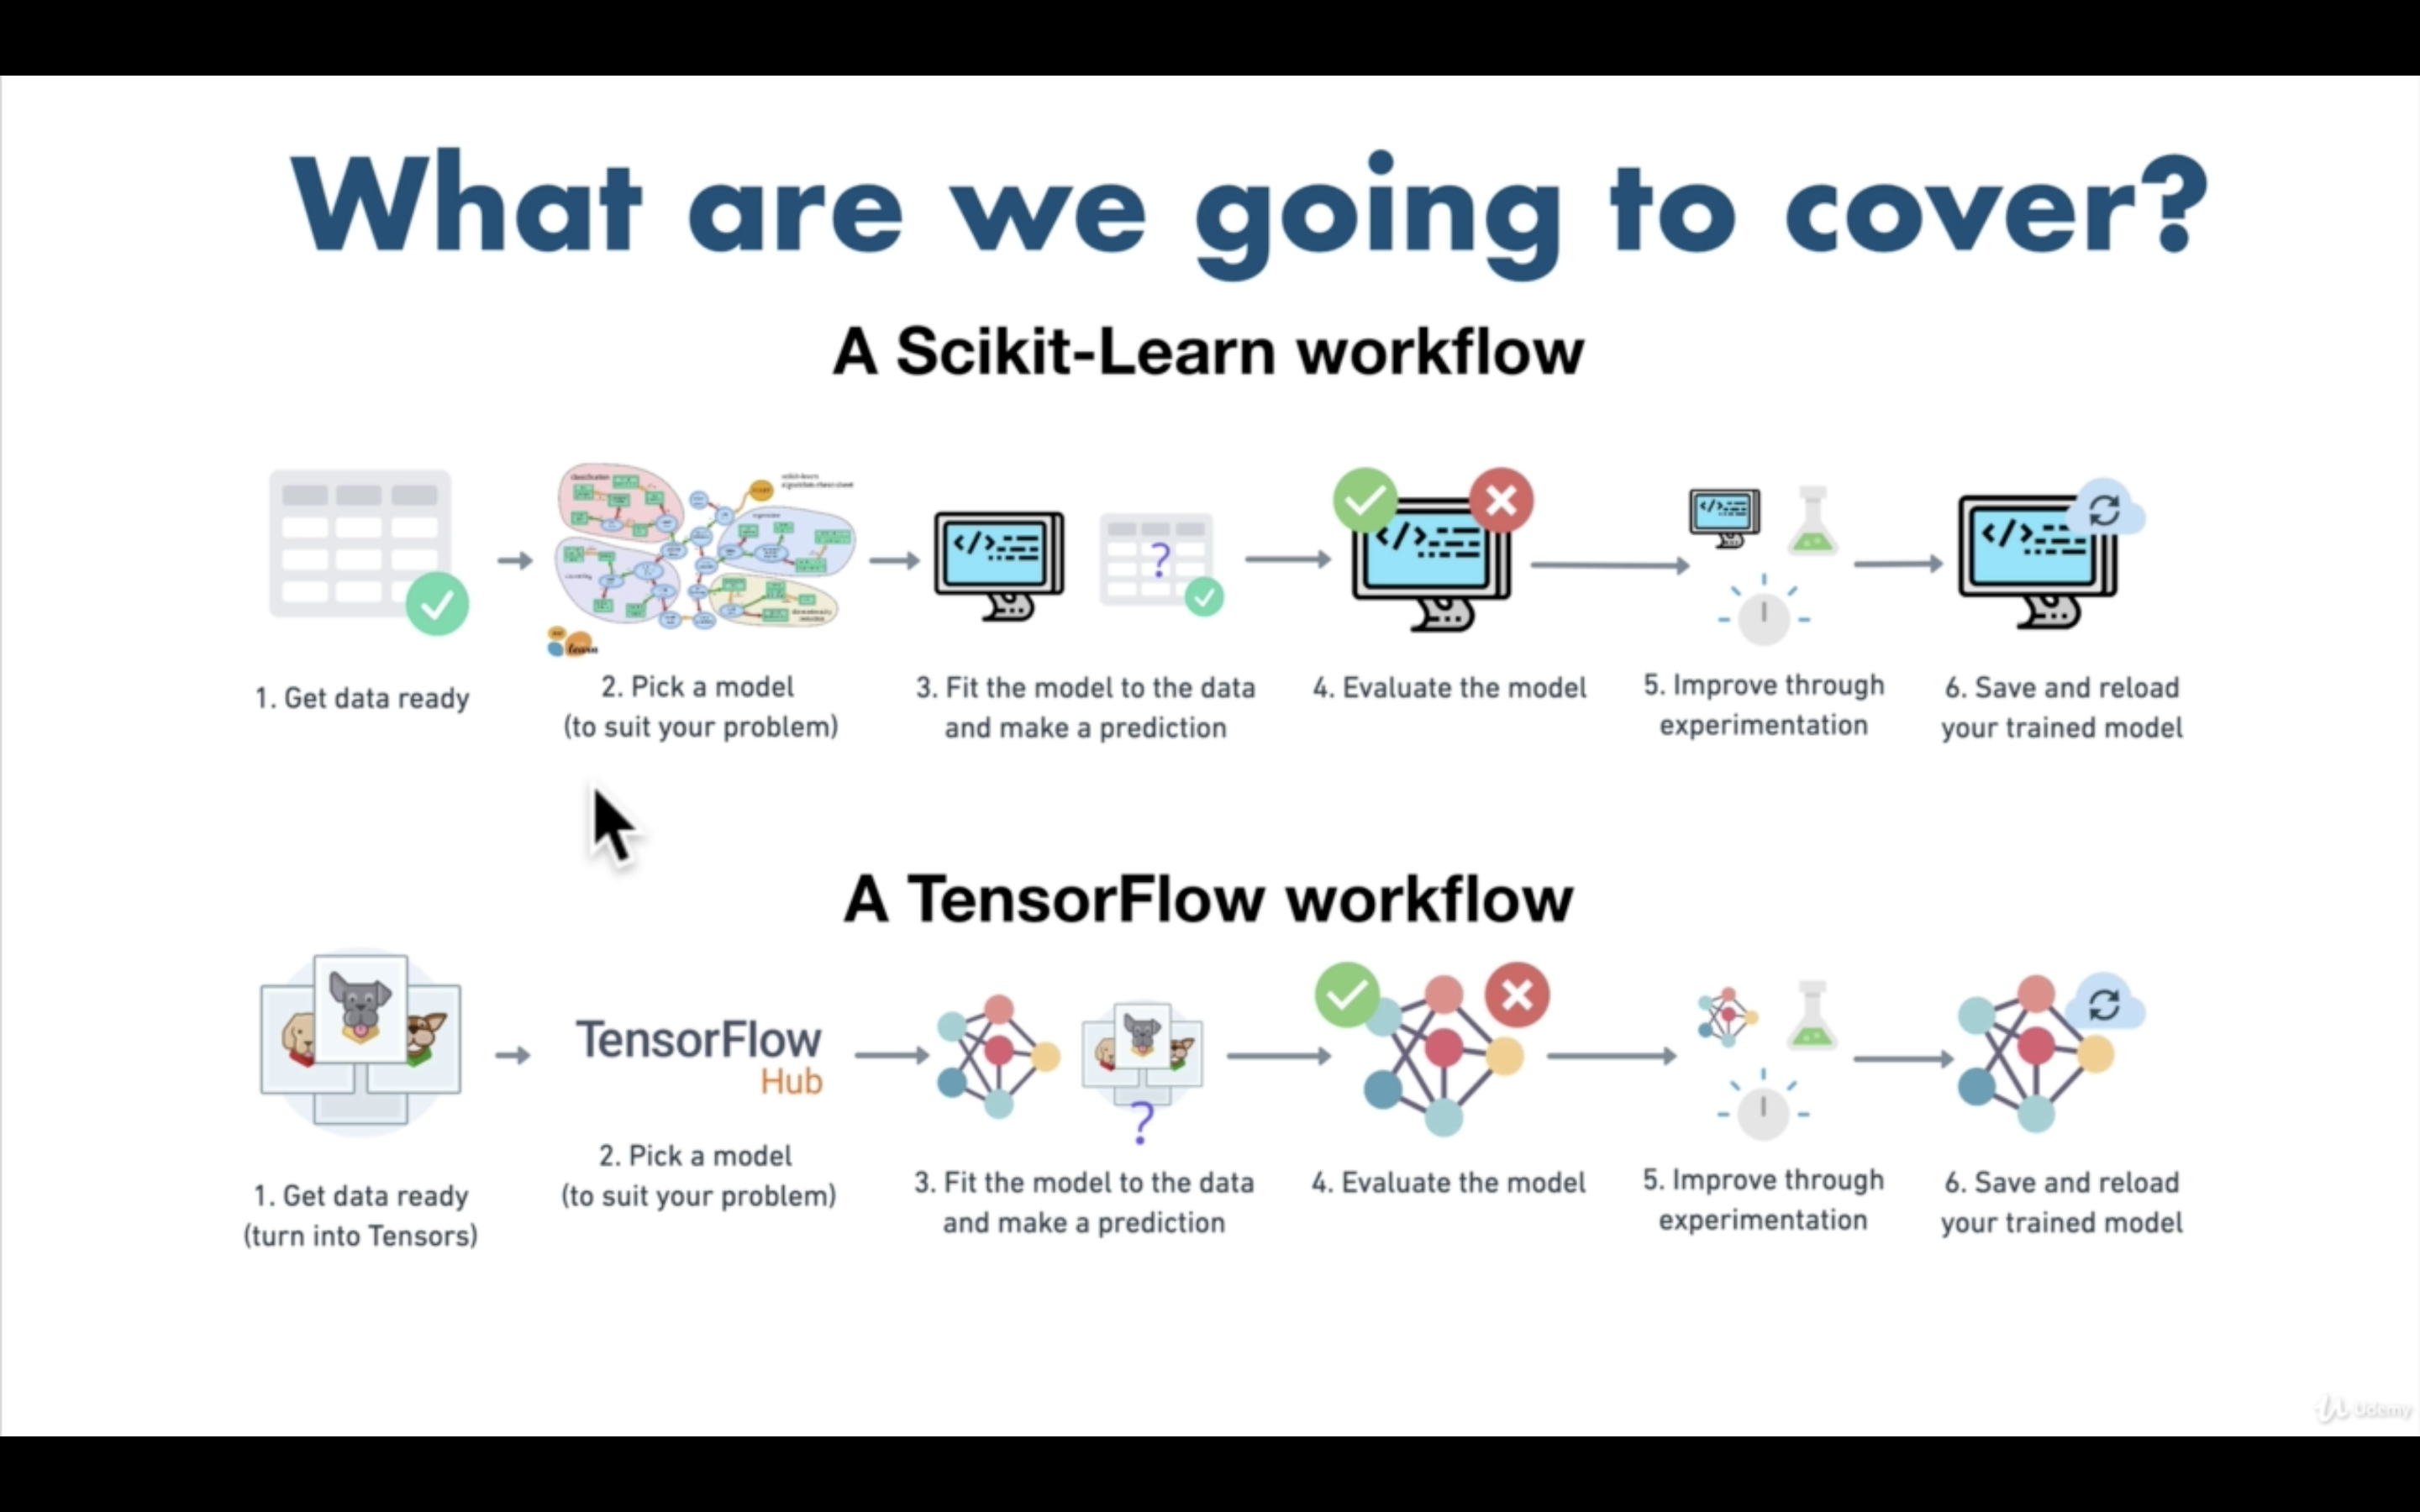 What are we going to cover?
A Scikit-Learn workflow
1. Get data ready
2. Pick a model
(to suit your problem)
3. Fit the model to the data
and make a prediction
4. Evaluate the model
5. Improve through
experimentation
6. Save and reload
your trained model
A TensorFlow workflow
1. Get data ready
(turn into Tensors)
TensorFlow
Hub
2. Pick a model
(to suit your problem)
?
3. Fit the model to the data
and make a prediction
4. Evaluate the model
5. Improve through
experimentation
6. Save and reload
your trained model
Udemy